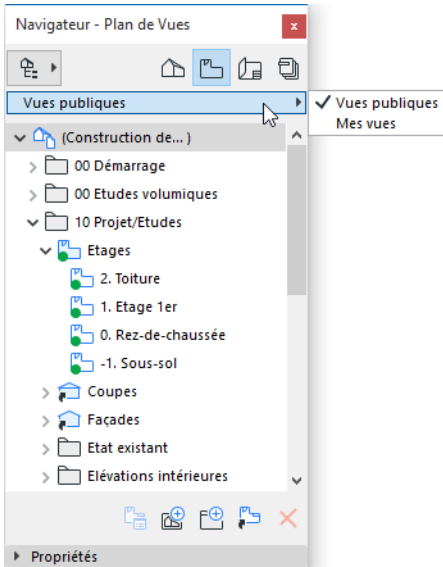 Navigateur - Plan de Vues
x
Vues publiques
Vues publiques
Mes vues
(Construction de... )
00 Démarrage
00 Etudes volumiques
10 Projet/Etudes
Etages
2. Toiture
1. Etage 1er
0. Rez-de-chaussée
-1. Sous-sol
Coupes
Façades
Etat existant
Elévations intérieures
Propriétés